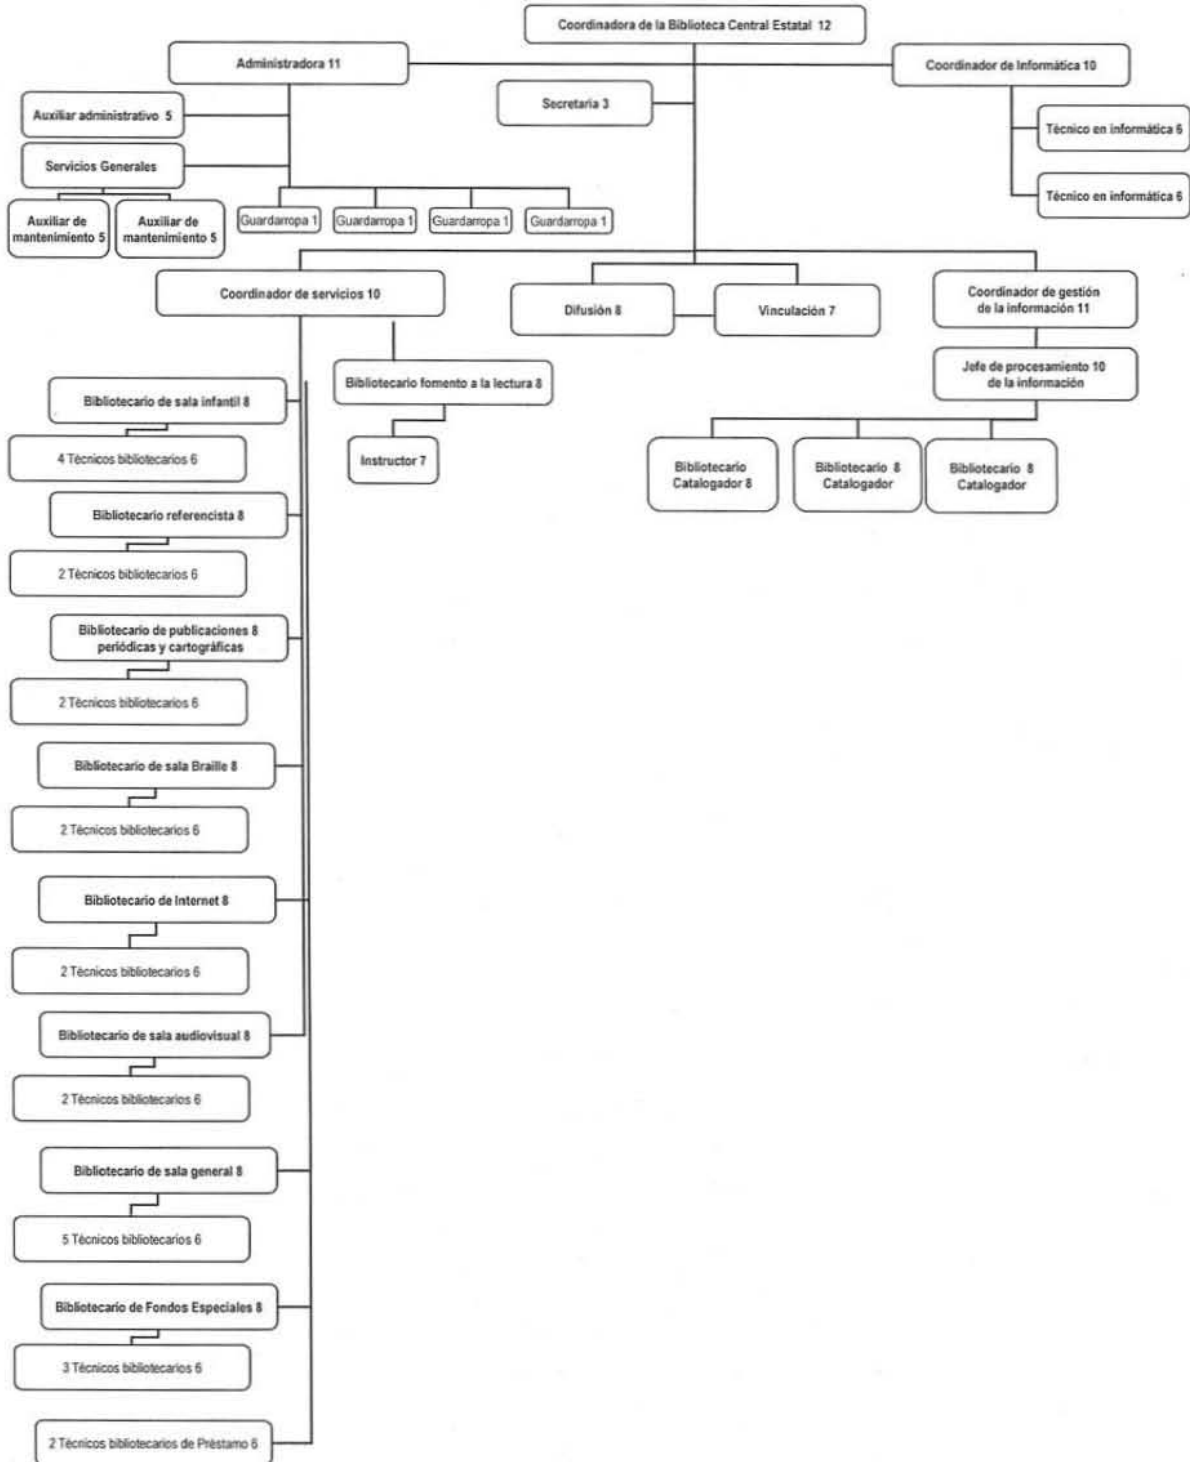 Coordinadora de la Biblioteca Central Estatal 12
Administradora 11
Coordinador de Informática 10
Secretaria 3
Auxiliar administrativo 5
Técnico en informática 6
Servicios Generales
Técnico en informática 6
Auxiliar de
mantenimiento 5
Auxiliar de
mantenimiento 5
Guardarropa 1
Guardarropa 1
Guardarropa 1
Guardarropa 1
Coordinador de servicios 10
Difusión 8
Vinculación 7
Coordinador de gestión
de la información 11
Bibliotecario fomento a la lectura 8
Jefe de procesamiento 10
de la información
Instructor 7
Bibliotecario
Catalogador 8
Bibliotecario 8
Catalogador
Bibliotecario 8
Catalogador
Bibliotecario de sala infantil 8
4 Técnicos bibliotecarios 6
Bibliotecario referencista 8
2 Técnicos bibliotecarios 6
Bibliotecario de publicaciones 8
periódicas y cartográficas
2 Técnicos bibliotecarios 6
Bibliotecario de sala Braille 8
2 Técnicos bibliotecarios 6
Bibliotecario de Internet 8
2 Técnicos bibliotecarios 6
Bibliotecario de sala audiovisual 8
2 Técnicos bibliotecarios 6
Bibliotecario de sala general 8
5 Técnicos bibliotecarios 6
Bibliotecario de Fondos Especiales 8
3 Técnicos bibliotecarios 6
2 Técnicos bibliotecarios de Préstamo 6